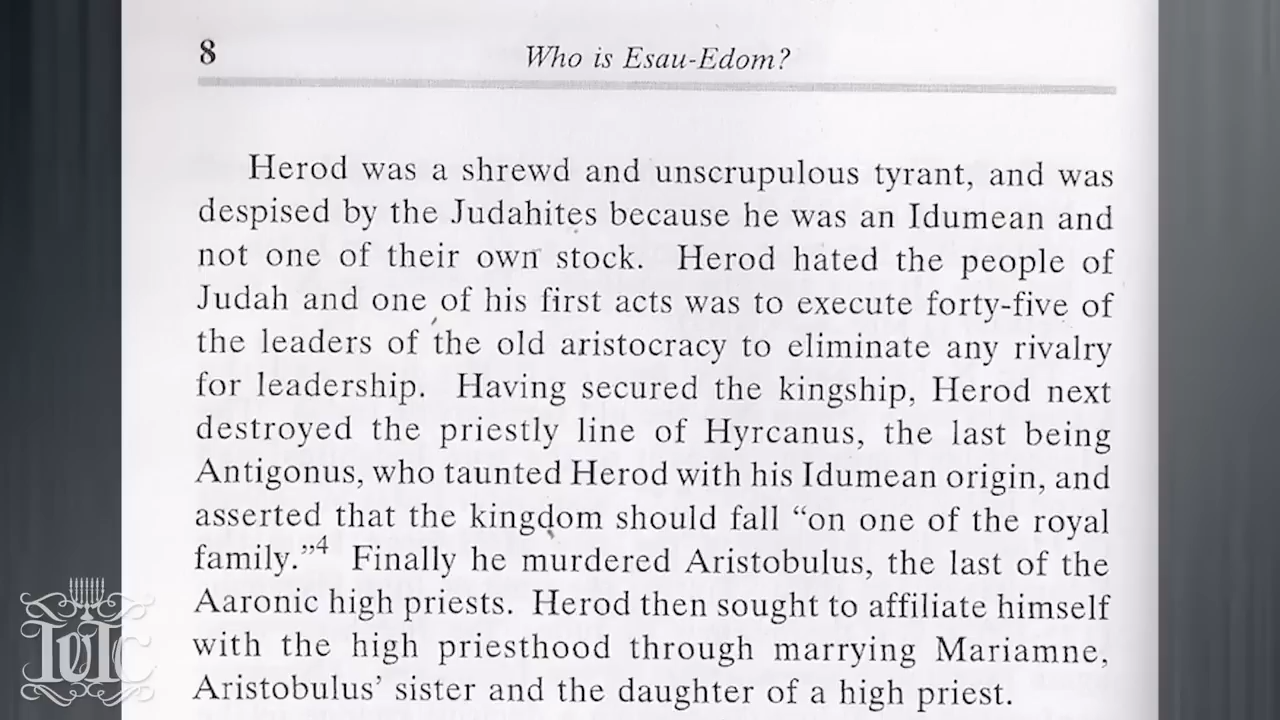 8
Who is Esau-Edom?
Herod was a shrewd and unscrupulous tyrant, and was
despised by the Judahites because he was an Idumean and
not one of their own stock. Herod hated the people of
Judah and one of his first acts was to execute forty-five of
the leaders of the old aristocracy to eliminate any rivalry
for leadership. Having secured the kingship, Herod next
destroyed the priestly line of Hyrcanus, the last being
Antigonus, who taunted Herod with his Idumean origin, and
asserted that the kingdom should fall “on one of the royal
family.”4 Finally he murdered Aristobulus, the last of the
Aaronic high priests. Herod then sought to affiliate himself
with the high priesthood through marrying Mariamne,
Aristobulus’ sister and the daughter of a high priest.
IUIC